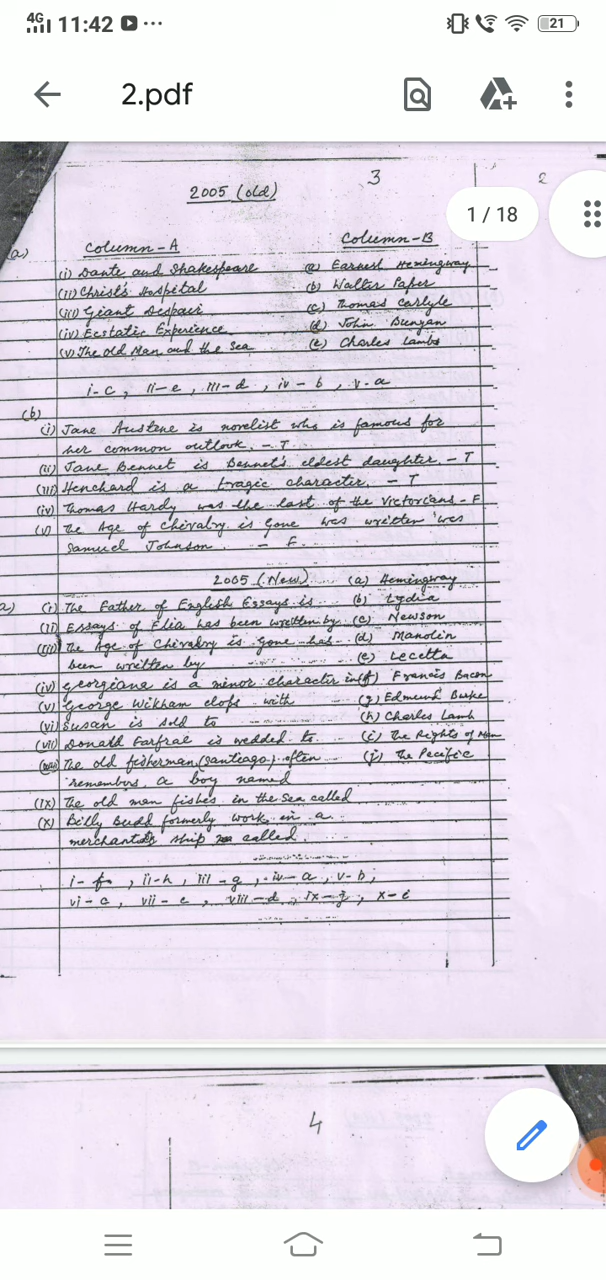 4G 11:42 ...
21
2.pdf
3
2
2005 (old)
1 / 18
(a)
Column-A Column-B
(i) Dante and Shakespeare (a) Earnest Hemingway
(ii) Christ's Hospital (b) Walter Pater
(iii) Giant Despair (c) Thomas Carlyle
(iv) Ecstatic Experience (d) John Bunyan
(v) The old Man and the Sea (e) Charles Lambs
i-c, ii-e, iii-d, iv-b, v-a
(b)
(i) Jane Austine is novelist who is famous for
her common outlook. - T
(ii) Jane Bennet is Bennet's eldest daughter. - T
(iii) Henchard is a tragic character. - T
(iv) Thomas Hardy was the last of the Victorians - F
(v) The Age of Chivalry is Gone was written was
Samuel Johnson. - F
2005 (New) (a) Hemingway
a) (i) The Father of English Essays is ... (b) Lydia
(ii) Essays of Elia has been written by (c) Newson
(iii) The Age of Chivalry is Gone has (d) Manolin
been written by ... (e) Lecetta
(iv) Georgiana is a minor character in (f) Francis Bacon
(v) George Wikham elops with (g) Edmund Burke
(vi) Susan is sold to ... (h) Charles Lamb
(vii) Donald Farfrae is wedded to. (i) The Rights of Man
(viii) The old fisherman (Santiago) often (j) The Pacific
remembers a boy named
(ix) The old man fishes in the Sea called
(x) Billy Budd formerly work in a
merchant ship called.
i-f, ii-h, iii-g, iv-a, v-b,
vi-c, vii-e, viii-d, ix-j, x-i
4